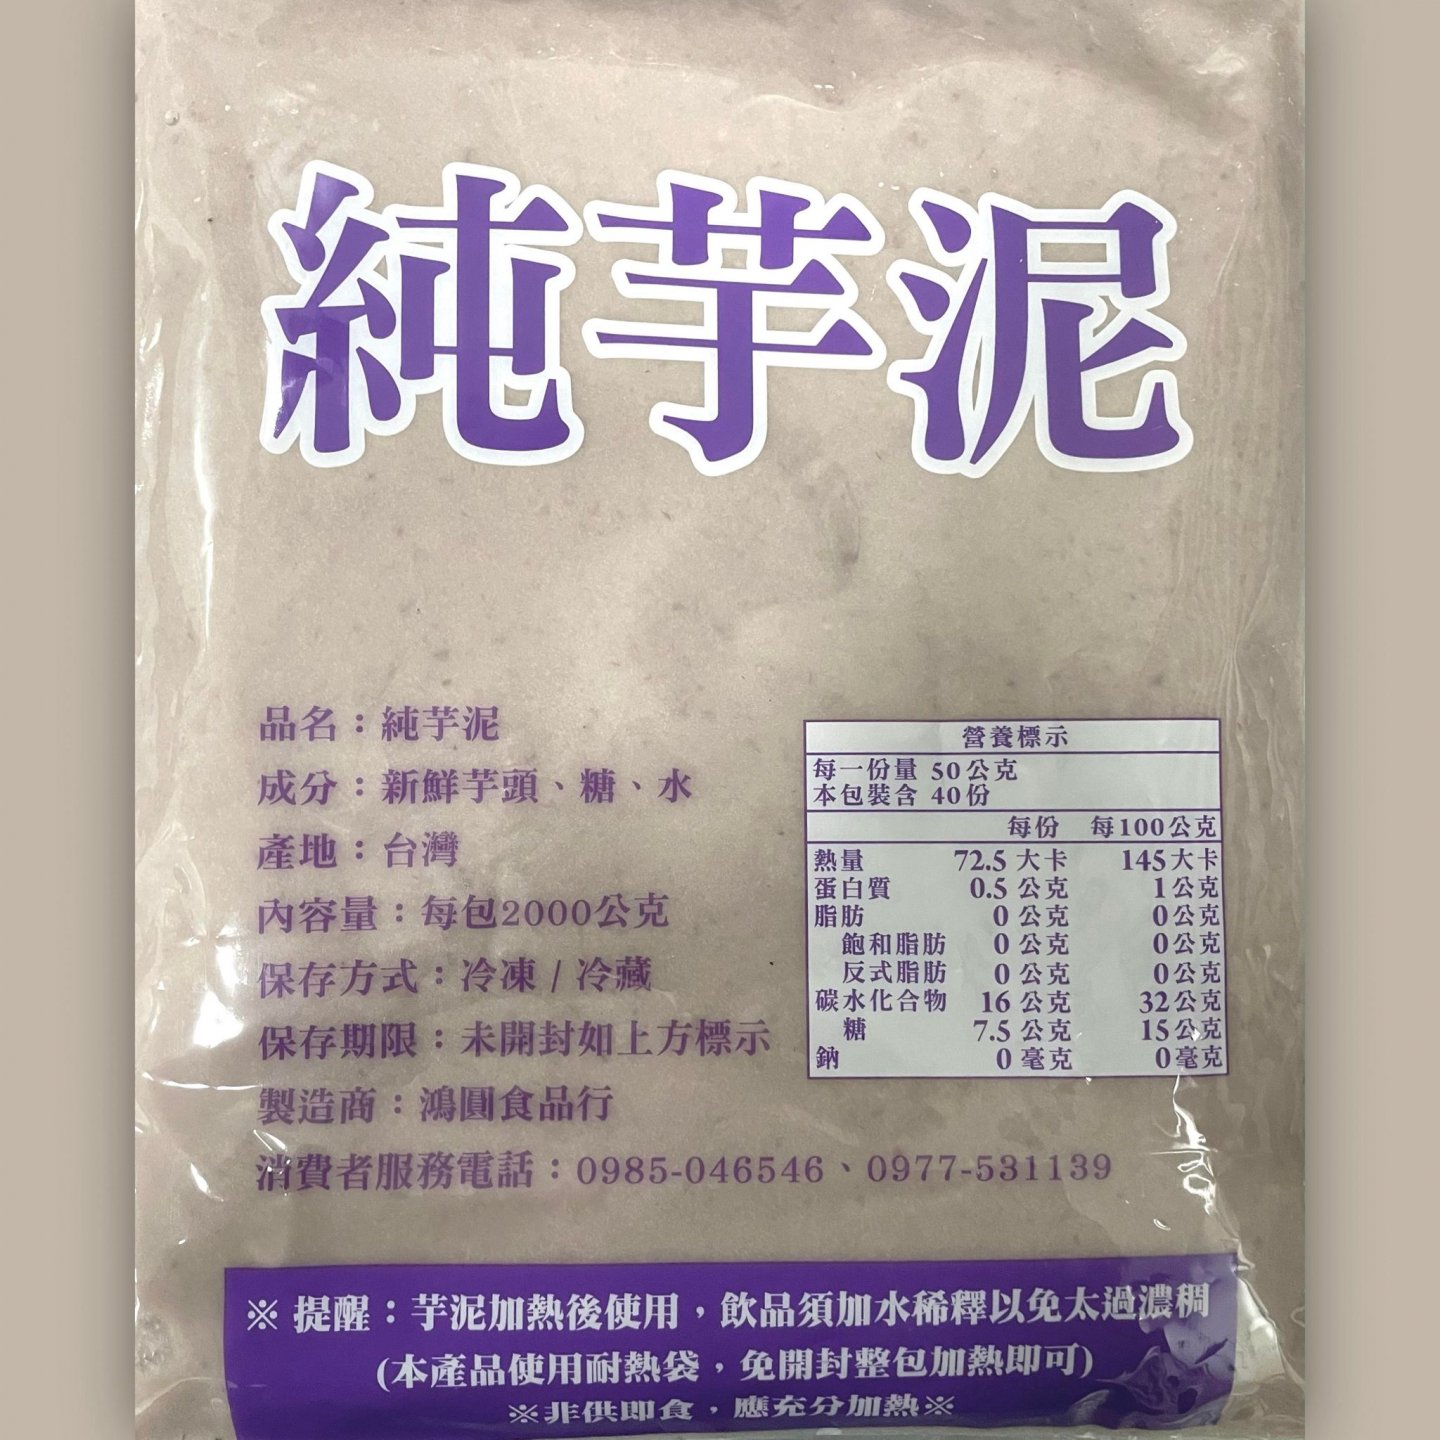 純芋泥
品名：純芋泥
成分：新鮮芋頭、糖、水
產地：台灣
內容量：每包2000公克
保存方式：冷凍 / 冷藏
保存期限：未開封如上方標示
製造商：鴻圓食品行
消費者服務電話：0985-046546、0977-531139
營養標示
每一份量 50公克
本包裝含 40份
每份 每100公克
熱量 72.5 大卡 145大卡
蛋白質 0.5 公克 1公克
脂肪 0 公克 0公克
飽和脂肪 0 公克 0公克
反式脂肪 0 公克 0公克
碳水化合物 16 公克 32公克
糖 7.5 公克 15公克
鈉 0 毫克 0毫克
※ 提醒：芋泥加熱後使用，飲品須加水稀釋以免太過濃稠
(本產品使用耐熱袋，免開封整包加熱即可)
※非供即食，應充分加熱※